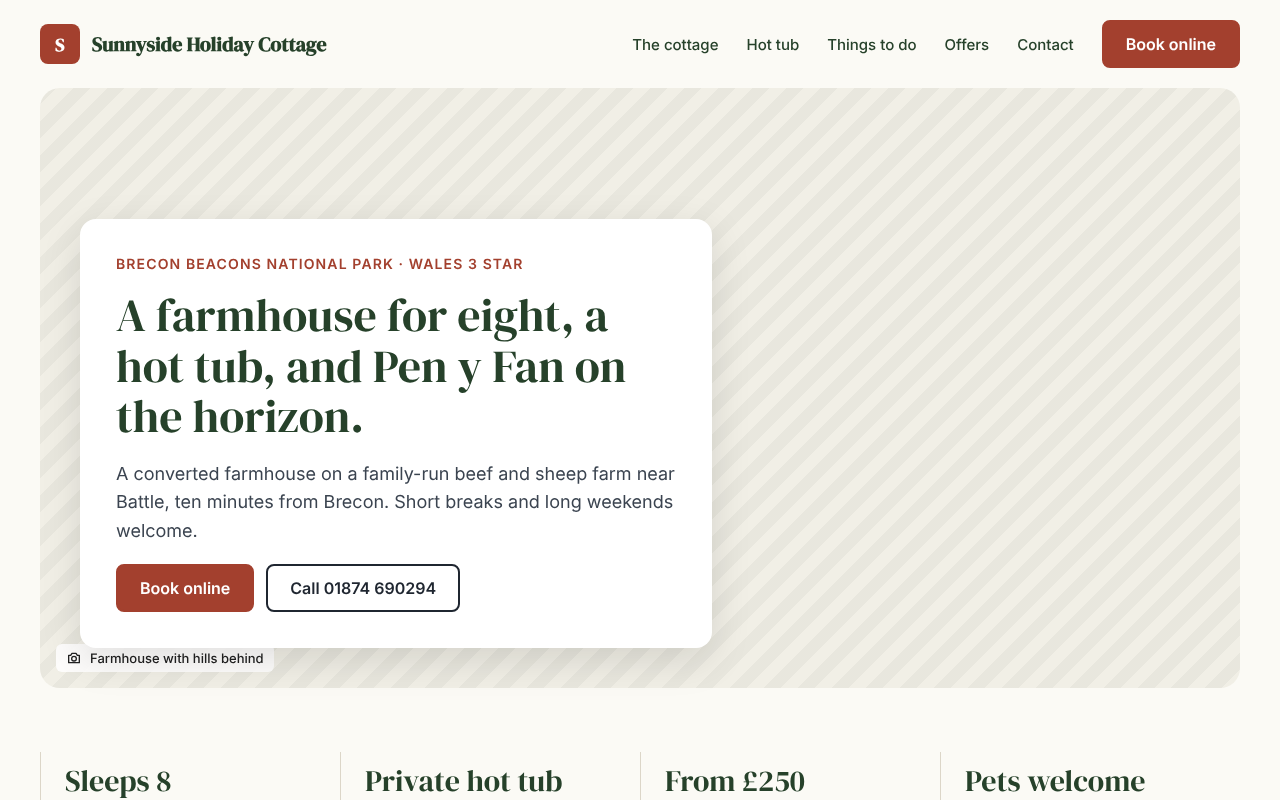 S
Sunnyside Holiday Cottage
The cottage
Hot tub
Things to do
Offers
Contact
Book online
BRECON BEACONS NATIONAL PARK · WALES 3 STAR
A farmhouse for eight, a
hot tub, and Pen y Fan on
the horizon.
A converted farmhouse on a family-run beef and sheep farm near
Battle, ten minutes from Brecon. Short breaks and long weekends
welcome.
Book online
Call 01874 690294
Farmhouse with hills behind
Sleeps 8
Private hot tub
From £250
Pets welcome